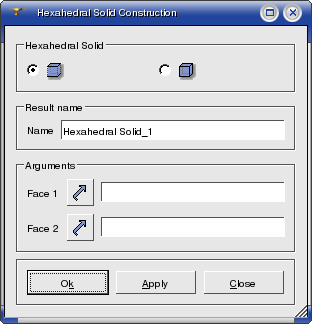 Hexahedral Solid Construction
Hexahedral Solid
Result name
Name Hexahedral Solid_1
Arguments
Face 1
Face 2
Ok Apply Close